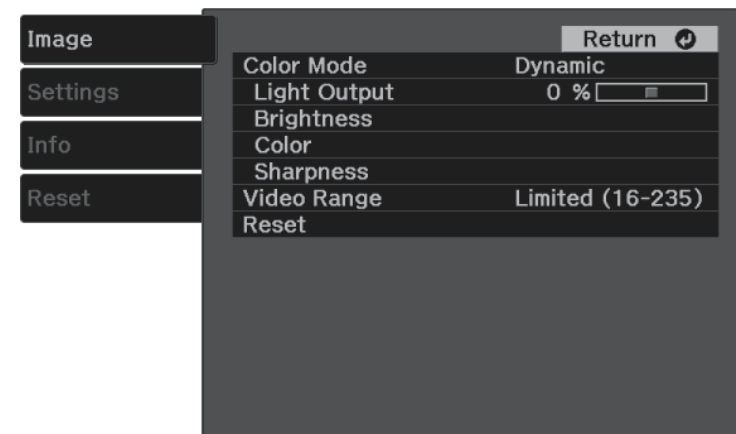 Image
Settings
Info
Reset
Return
Color Mode Dynamic
Light Output 0 %
Brightness
Color
Sharpness
Video Range Limited (16-235)
Reset